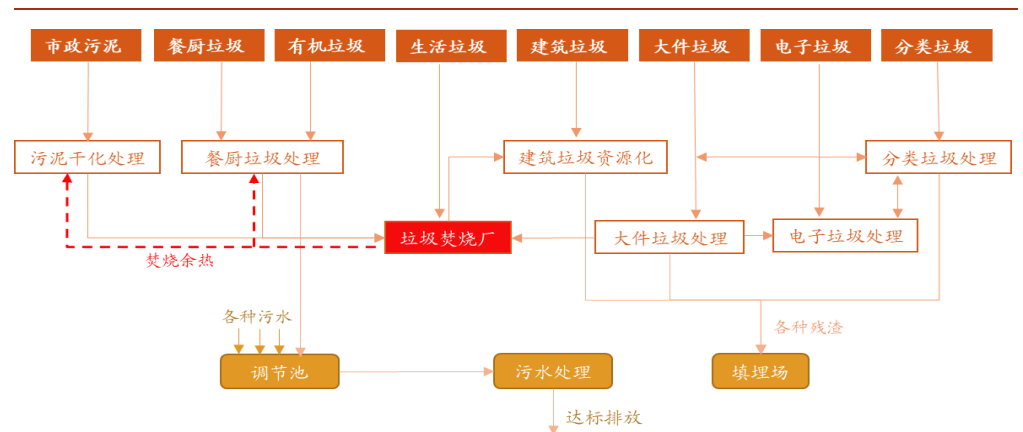 市政污泥
餐厨垃圾
有机垃圾
生活垃圾
建筑垃圾
大件垃圾
电子垃圾
分类垃圾
污泥干化处理
餐厨垃圾处理
建筑垃圾资源化
分类垃圾处理
垃圾焚烧厂
大件垃圾处理
电子垃圾处理
焚烧余热
各种污水
各种残渣
调节池
污水处理
填埋场
达标排放